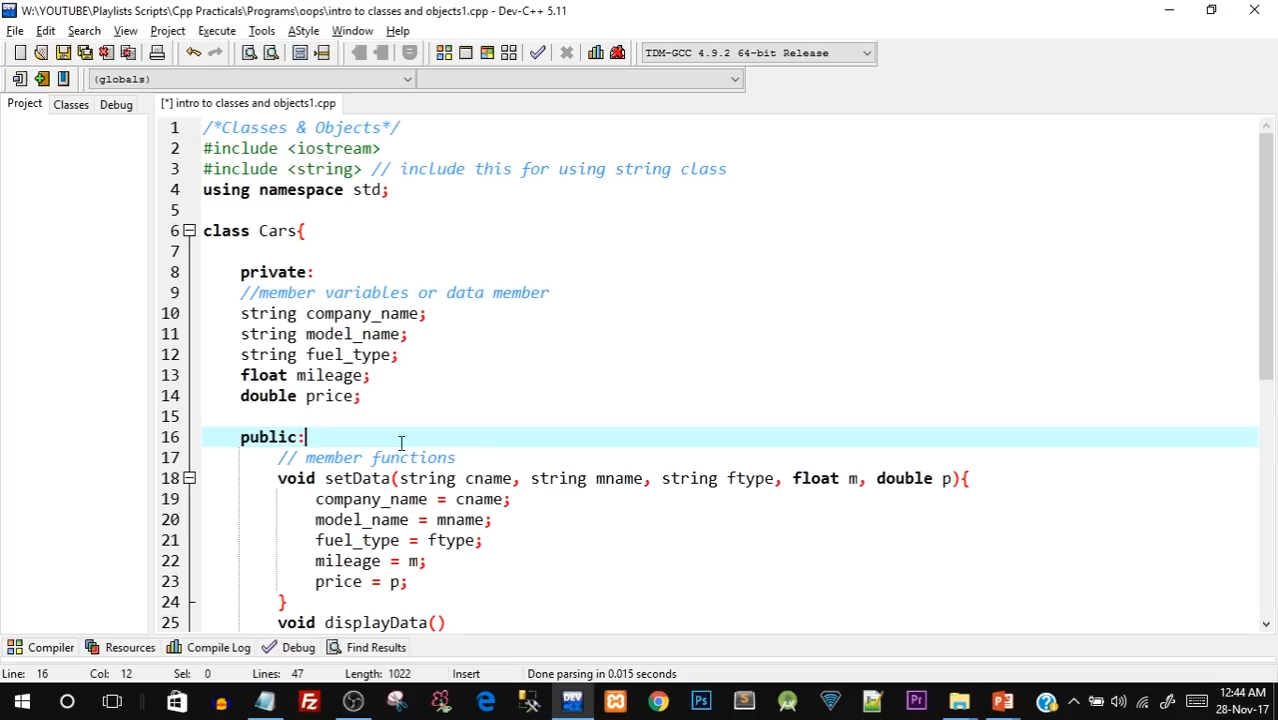 W:\YOUTUBE\Playlists Scripts\Cpp Practicals\Programs\oops\intro to classes and objects1.cpp - Dev-C++ 5.11
File Edit Search View Project Execute Tools AStyle Window Help
TDM-GCC 4.9.2 64-bit Release
(globals)
Project Classes Debug [*] intro to classes and objects1.cpp
1 /*Classes & Objects*/
2 #include <iostream>
3 #include <string> // include this for using string class
4 using namespace std;
5
6 class Cars{
7
8 private:
9 //member variables or data member
10 string company_name;
11 string model_name;
12 string fuel_type;
13 float mileage;
14 double price;
15
16 public:
17 // member functions
18 void setData(string cname, string mname, string ftype, float m, double p){
19 company_name = cname;
20 model_name = mname;
21 fuel_type = ftype;
22 mileage = m;
23 price = p;
24 }
25 void displayData()
Compiler Resources Compile Log Debug Find Results
Line: 16 Col: 12 Sel: 0 Lines: 47 Length: 1022 Insert Done parsing in 0.015 seconds
DEV Ps S Pr
12:44 AM
28-Nov-17